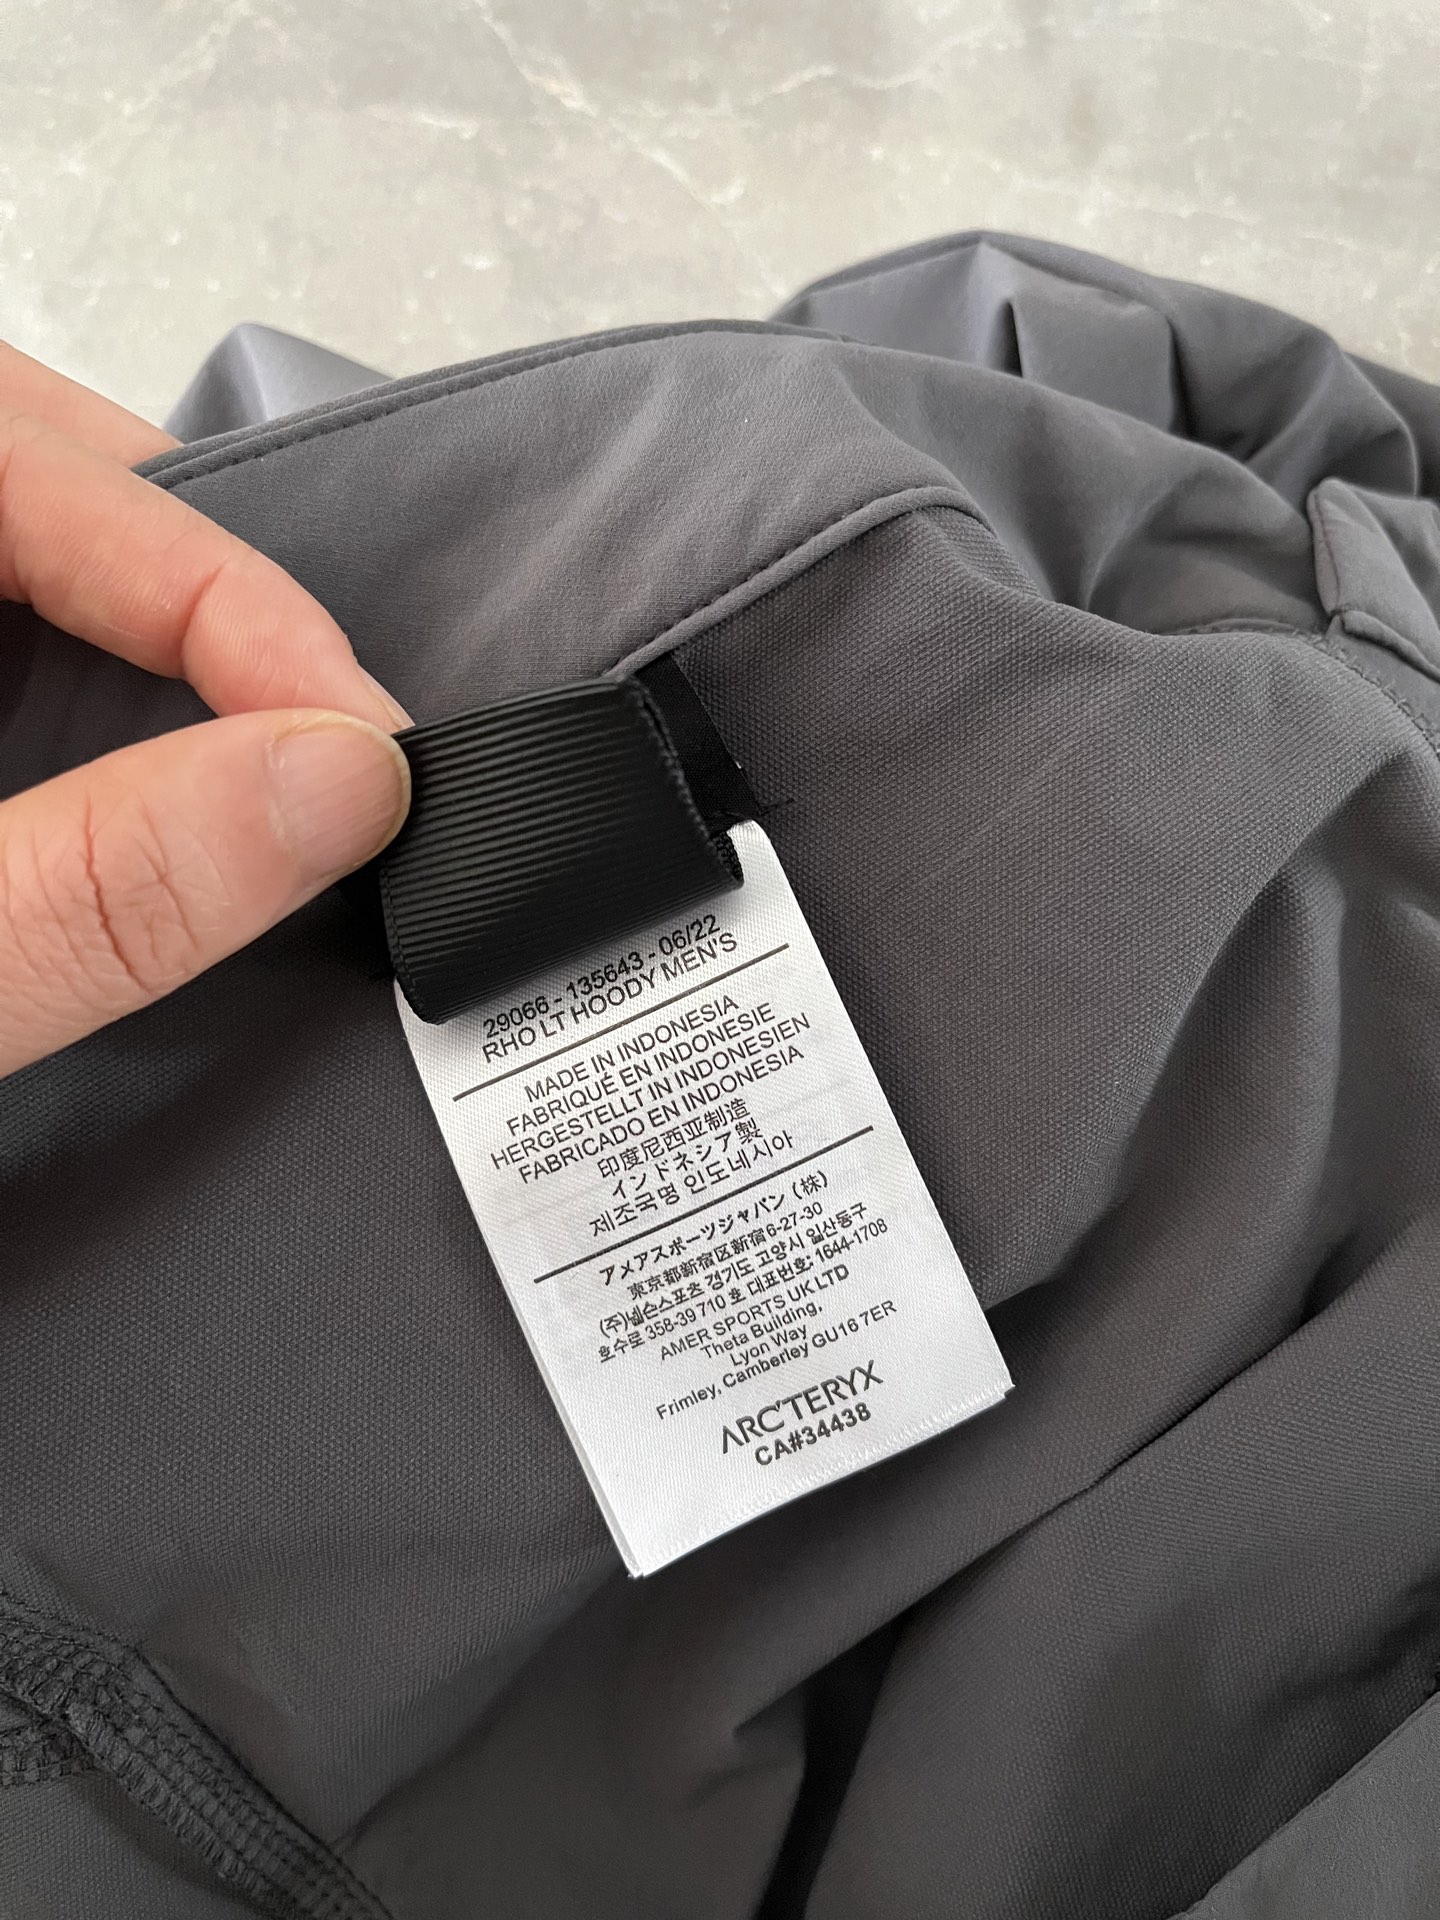 29066 - 135643 - 06/22
RHO LT HOODY MEN'S
MADE IN INDONESIA
FABRIQUÉ EN INDONESIE
HERGESTELLT IN INDONESIEN
FABRICADO EN INDONESIA
印度尼西亚制造
インドネシア製
제조국명 인도네시아
アメアスポーツジャパン（株）
東京都新宿区新宿6-27-30
(주)넬슨스포츠 경기도 고양시 일산동구
호수로 358-39 710 호 대표번호: 1644-1708
AMER SPORTS UK LTD
Theta Building,
Lyon Way
Frimley, Camberley GU16 7ER
ARC'TERYX
CA#34438